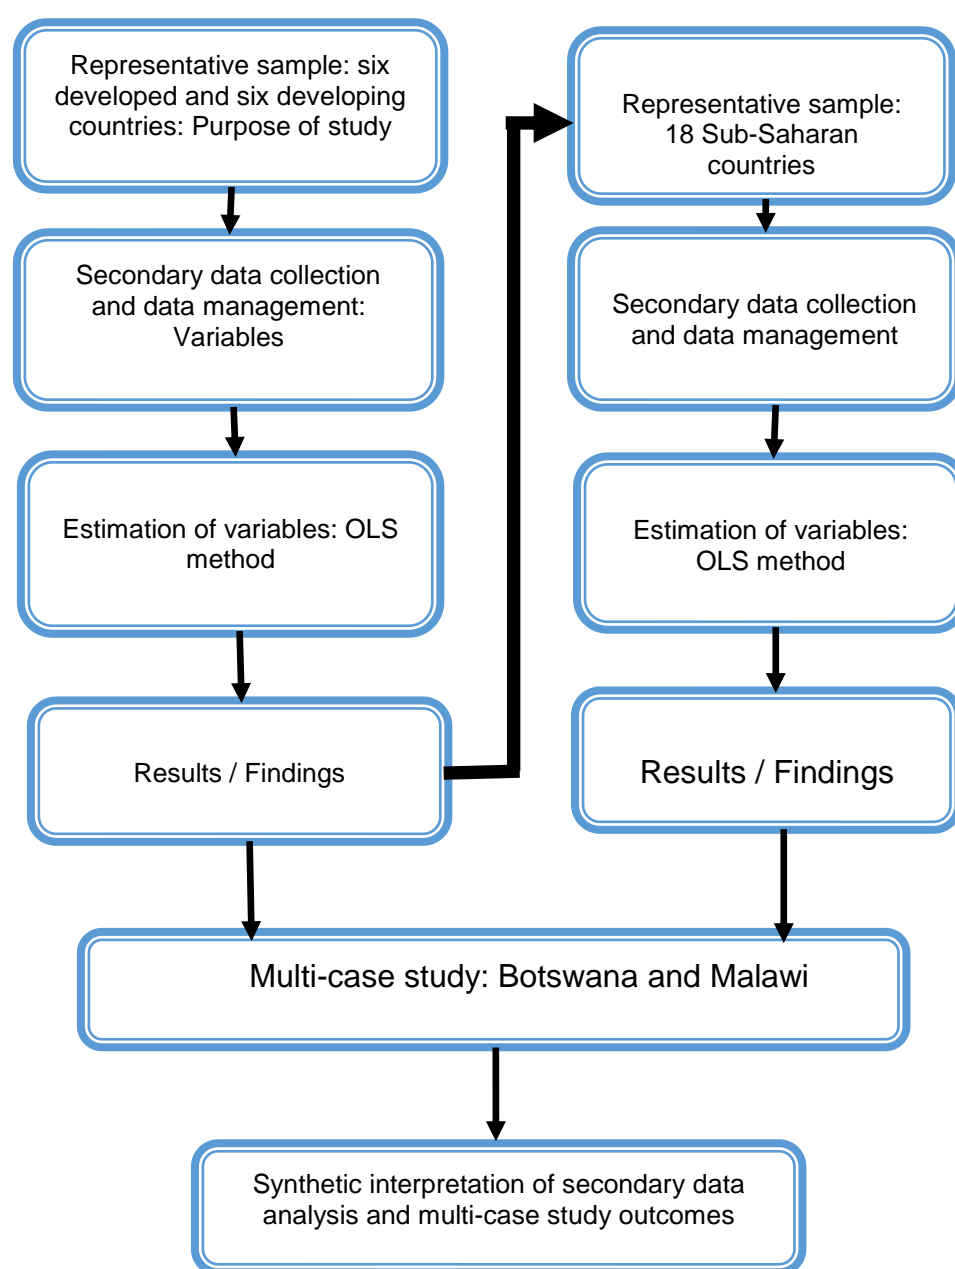 Representative sample: six
developed and six developing
countries: Purpose of study
Secondary data collection
and data management:
Variables
Estimation of variables: OLS
method
Results / Findings
Representative sample:
18 Sub-Saharan
countries
Secondary data collection
and data management
Estimation of variables:
OLS method
Results / Findings
Multi-case study: Botswana and Malawi
Synthetic interpretation of secondary data
analysis and multi-case study outcomes